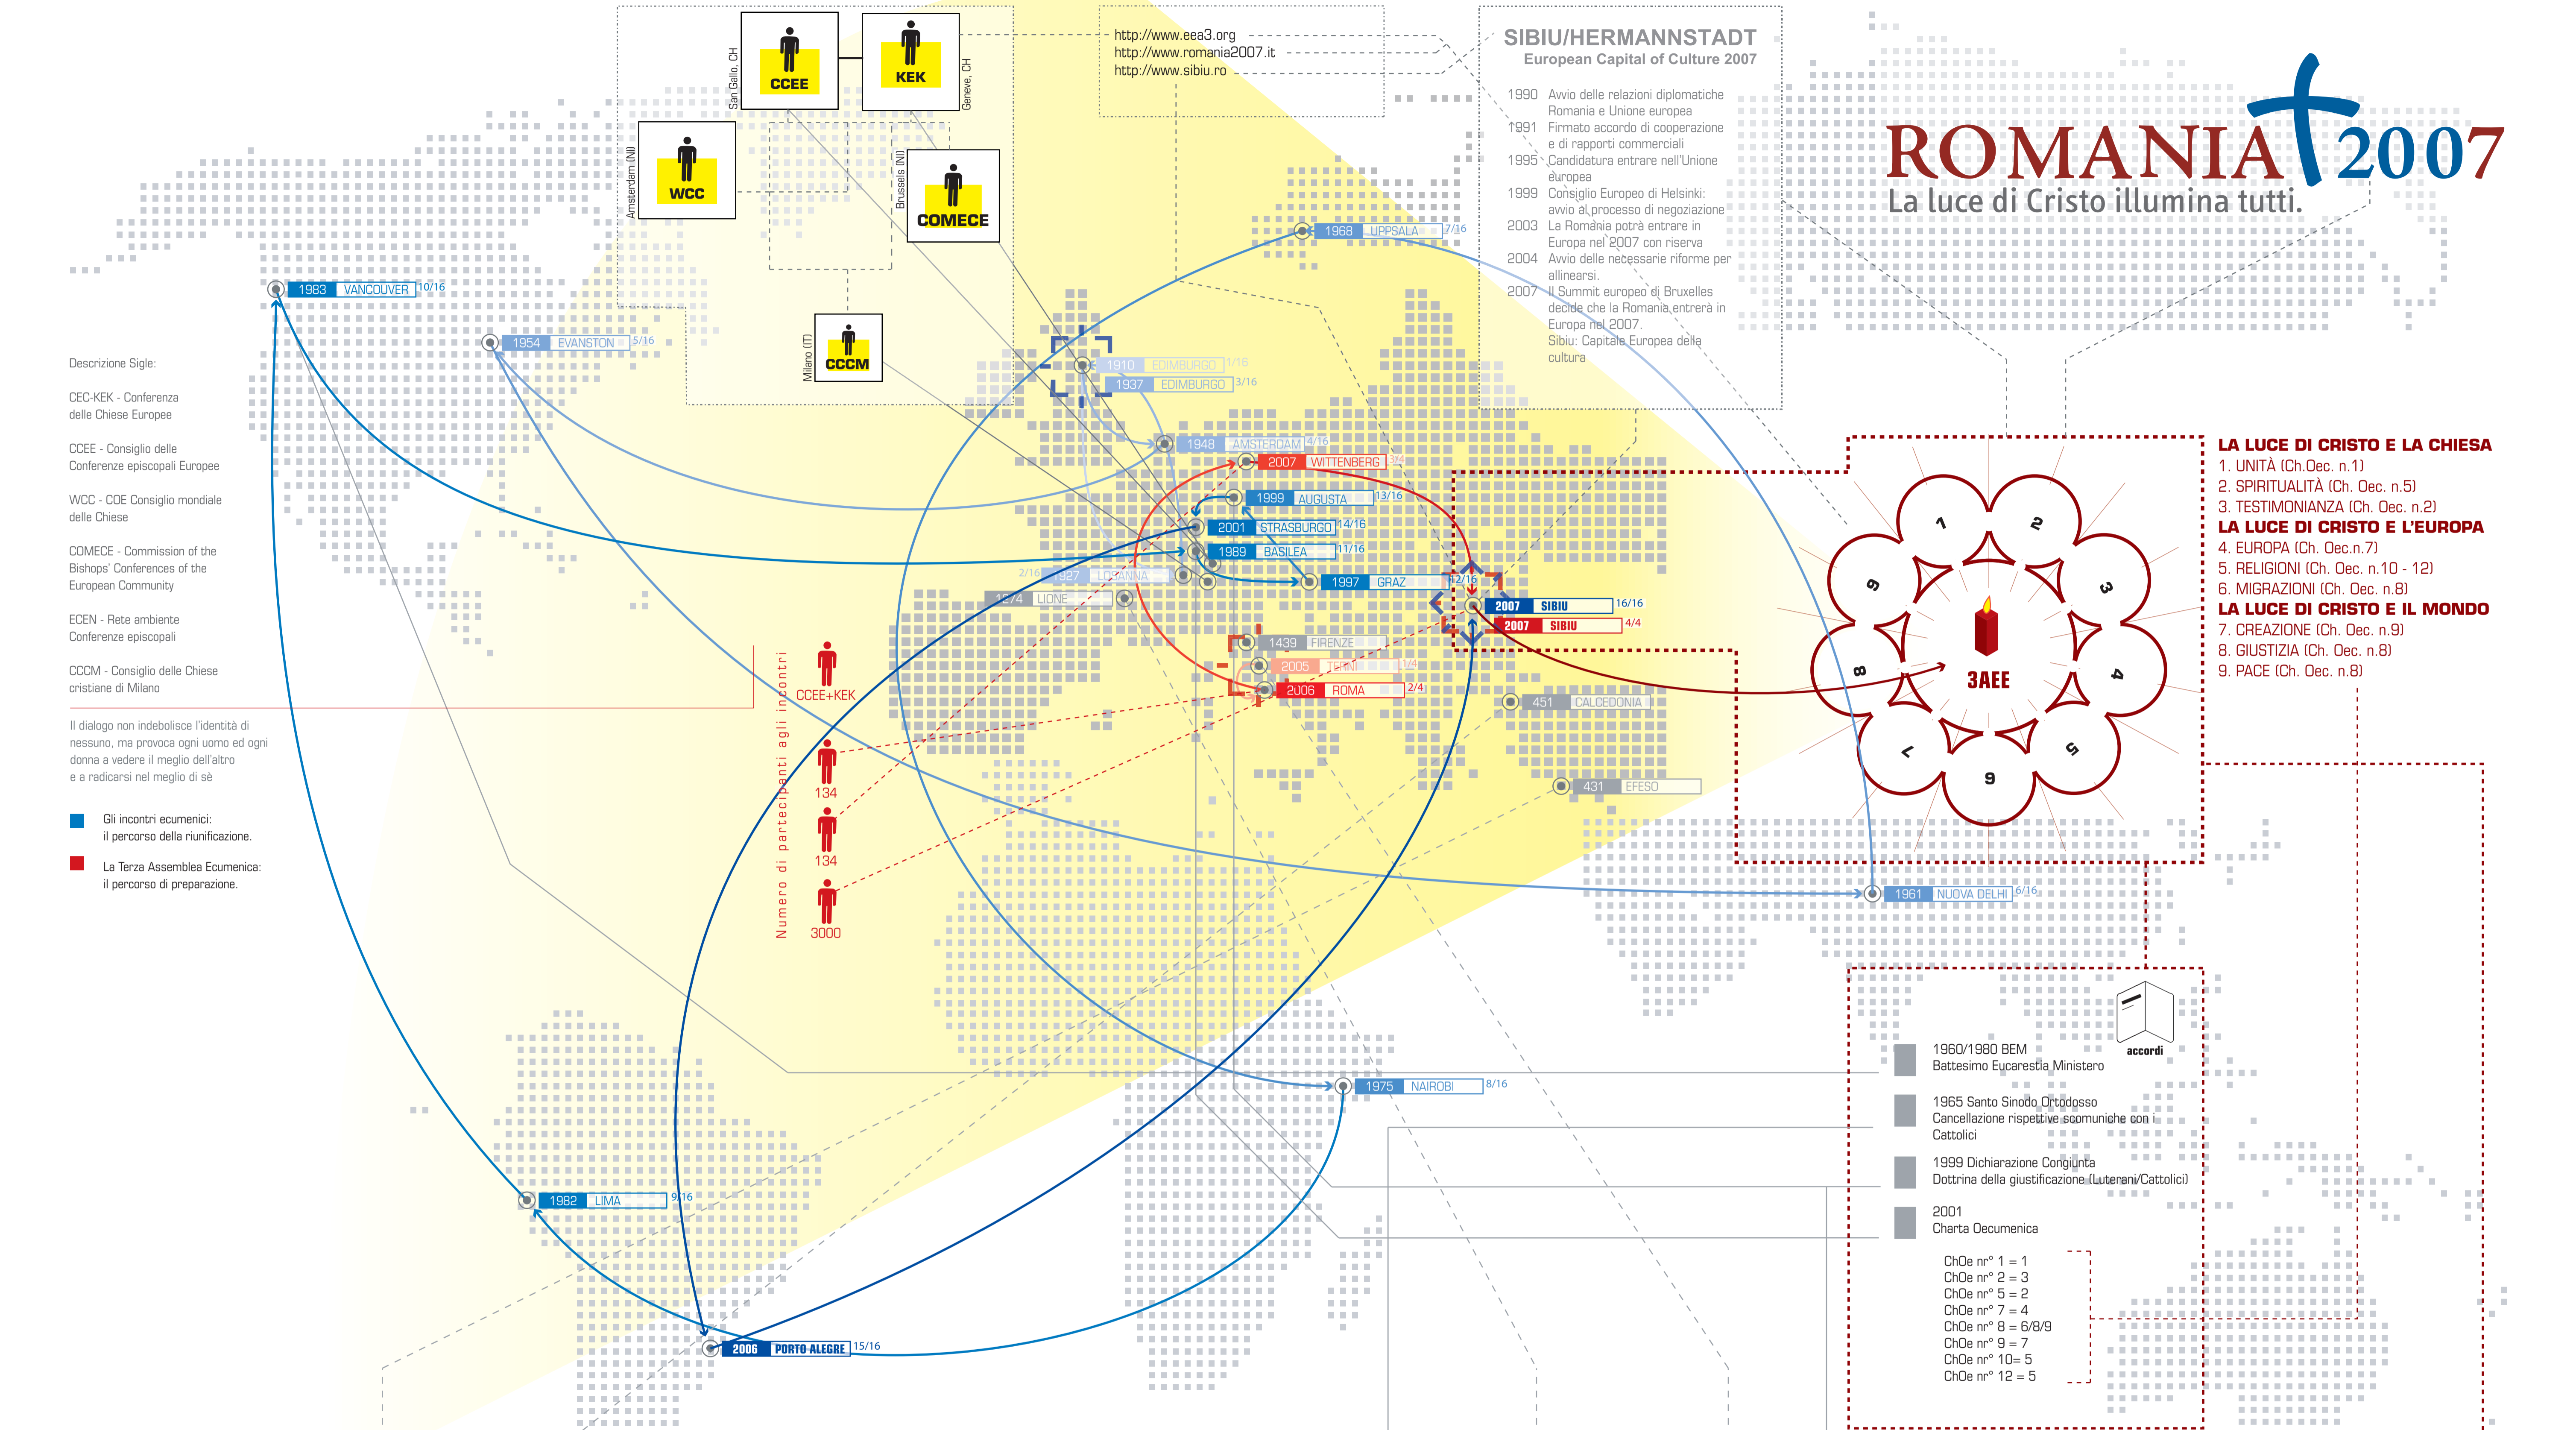 San Gallo, CH
CCEE
KEK
Geneve, CH
Amsterdam (Nl)
WCC
Brussels (Nl)
COMECE
Milano (IT)
CCCM
http://www.eea3.org
http://www.romania2007.it
http://www.sibiu.ro
SIBIU/HERMANNSTADT
European Capital of Culture 2007
1990 Avvio delle relazioni diplomatiche
Romania e Unione europea
1991 Firmato accordo di cooperazione
e di rapporti commerciali
1995 Candidatura entrare nell'Unione
europea
1999 Consiglio Europeo di Helsinki:
avvio al processo di negoziazione
2003 La Romania potrà entrare in
Europa nel 2007 con riserva
2004 Avvio delle necessarie riforme per
allinearsi.
2007 Il Summit europeo di Bruxelles
decide che la Romania entrerà in
Europa nel 2007.
Sibiu: Capitale Europea della
cultura
ROMANIA 2007
La luce di Cristo illumina tutti.
1968 UPPSALA 7/16
1983 VANCOUVER 10/16
1954 EVANSTON 5/16
1910 EDIMBURGO 1/16
1937 EDIMBURGO 3/16
1948 AMSTERDAM 4/16
2007 WITTENBERG 3/4
1999 AUGUSTA 13/16
2001 STRASBURGO 14/16
1989 BASILEA 11/16
2/16 1927 LOSANNA
1997 GRAZ 12/16
1274 LIONE
2007 SIBIU 16/16
2007 SIBIU 4/4
1439 FIRENZE
2005 TERNI 1/4
2006 ROMA 2/4
451 CALCEDONIA
431 EFESO
1961 NUOVA DELHI 6/16
1975 NAIROBI 8/16
1982 LIMA 9/16
2006 PORTO ALEGRE 15/16
Descrizione Sigle:
CEC-KEK - Conferenza
delle Chiese Europee
CCEE - Consiglio delle
Conferenze episcopali Europee
WCC - COE Consiglio mondiale
delle Chiese
COMECE - Commission of the
Bishops' Conferences of the
European Community
ECEN - Rete ambiente
Conferenze episcopali
CCCM - Consiglio delle Chiese
cristiane di Milano
Il dialogo non indebolisce l'identità di
nessuno, ma provoca ogni uomo ed ogni
donna a vedere il meglio dell'altro
e a radicarsi nel meglio di sè
Gli incontri ecumenici:
il percorso della riunificazione.
La Terza Assemblea Ecumenica:
il percorso di preparazione.
Numero di partecipanti agli incontri
CCEE+KEK
134
134
3000
1
2
3
4
5
6
7
8
9
3AEE
LA LUCE DI CRISTO E LA CHIESA
1. UNITÀ (Ch.Oec. n.1)
2. SPIRITUALITÀ (Ch. Oec. n.5)
3. TESTIMONIANZA (Ch. Oec. n.2)
LA LUCE DI CRISTO E L'EUROPA
4. EUROPA (Ch. Oec.n.7)
5. RELIGIONI (Ch. Oec. n.10 - 12)
6. MIGRAZIONI (Ch. Oec. n.8)
LA LUCE DI CRISTO E IL MONDO
7. CREAZIONE (Ch. Oec. n.9)
8. GIUSTIZIA (Ch. Oec. n.8)
9. PACE (Ch. Oec. n.8)
accordi
1960/1980 BEM
Battesimo Eucarestia Ministero
1965 Santo Sinodo Ortodosso
Cancellazione rispettive scomuniche con i
Cattolici
1999 Dichiarazione Congiunta
Dottrina della giustificazione (Luterani/Cattolici)
2001
Charta Oecumenica
ChOe nr° 1 = 1
ChOe nr° 2 = 3
ChOe nr° 5 = 2
ChOe nr° 7 = 4
ChOe nr° 8 = 6/8/9
ChOe nr° 9 = 7
ChOe nr° 10= 5
ChOe nr° 12 = 5